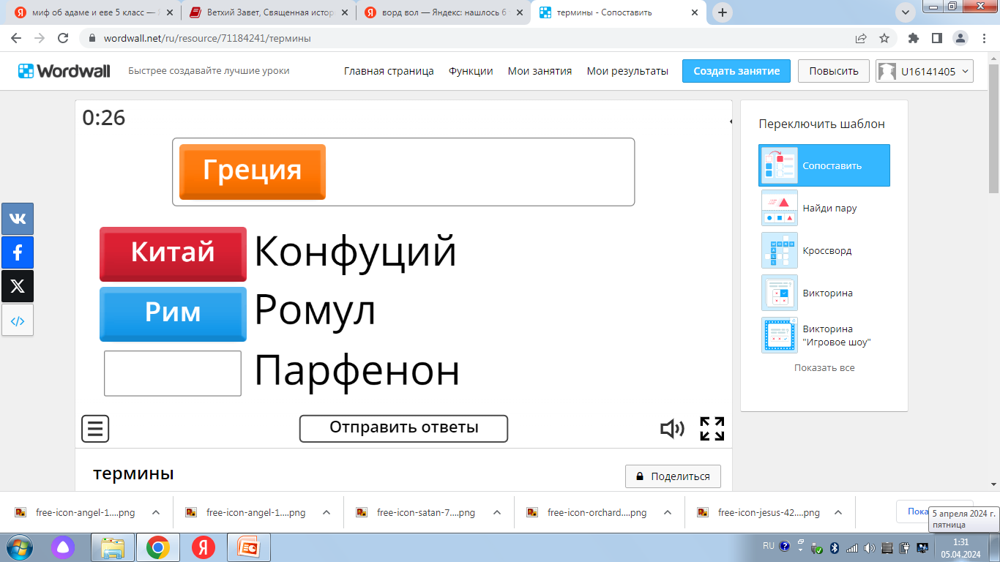 миф об адаме и еве 5 класс — Я
Ветхий Завет, Священная истор
ворд вол — Яндекс: нашлось 6
термины - Сопоставить
wordwall.net/ru/resource/71184241/термины
Wordwall
Быстрее создавайте лучшие уроки
Главная страница
Функции
Мои занятия
Мои результаты
Создать занятие
Повысить
U16141405
0:26
Греция
Китай Конфуций
Рим Ромул
Парфенон
Отправить ответы
термины
Поделиться
Переключить шаблон
Сопоставить
Найди пару
Кроссворд
Викторина
Викторина
"Игровое шоу"
Показать все
free-icon-angel-1....png
free-icon-angel-1....png
free-icon-satan-7....png
free-icon-orchard....png
free-icon-jesus-42....png
Пока
5 апреля 2024 г.
пятница
RU
1:31
05.04.2024